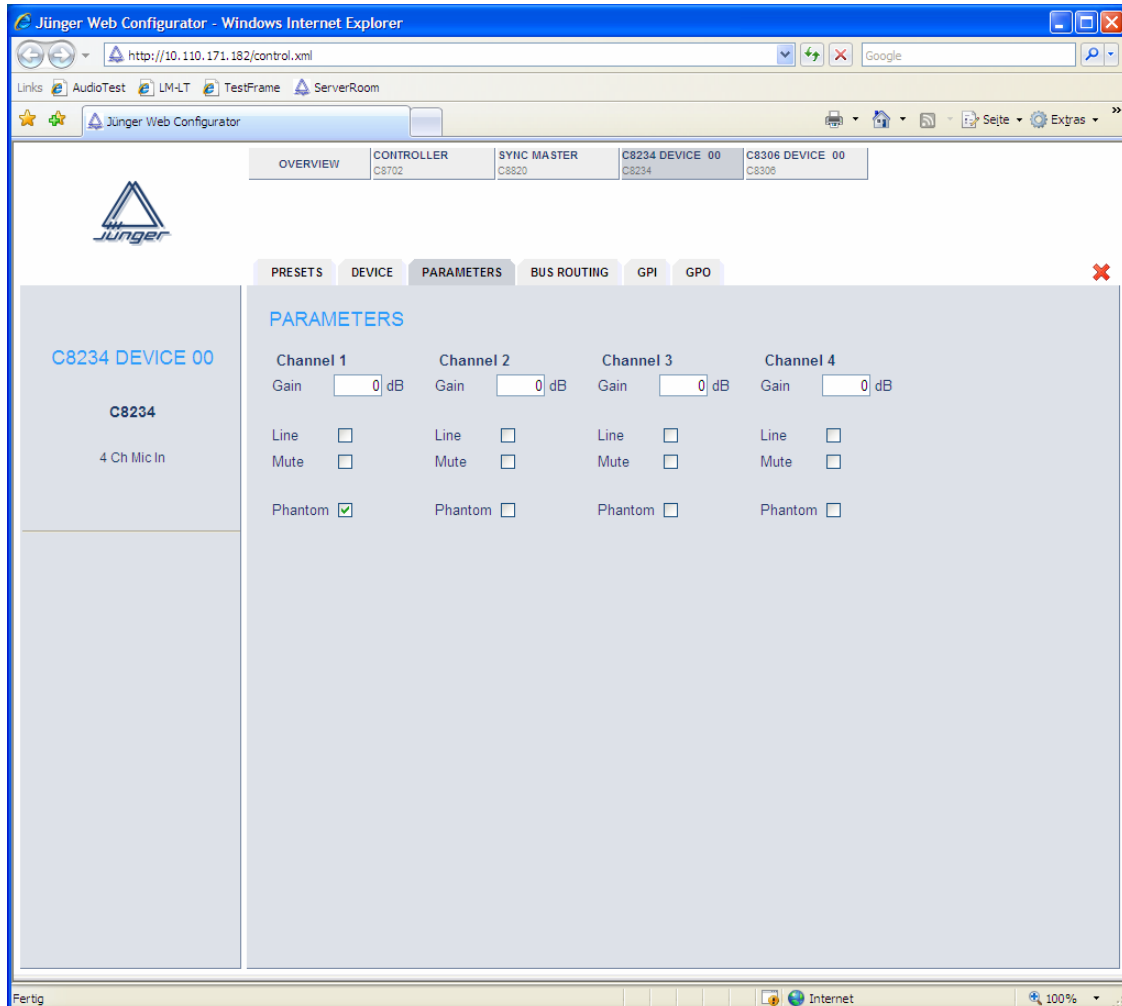 Jünger Web Configurator - Windows Internet Explorer
http://10.110.171.182/control.xml
Google
Links AudioTest LM-LT TestFrame ServerRoom
Jünger Web Configurator
Seite Extras »
OVERVIEW
CONTROLLER
C8702
SYNC MASTER
C8820
C8234 DEVICE 00
C8234
C8306 DEVICE 00
C8306
Jünger
PRESETS DEVICE PARAMETERS BUS ROUTING GPI GPO
C8234 DEVICE 00
C8234
4 Ch Mic In
PARAMETERS
Channel 1 Channel 2 Channel 3 Channel 4
Gain 0 dB Gain 0 dB Gain 0 dB Gain 0 dB
Line Line Line Line
Mute Mute Mute Mute
Phantom Phantom Phantom Phantom
Fertig Internet 100%